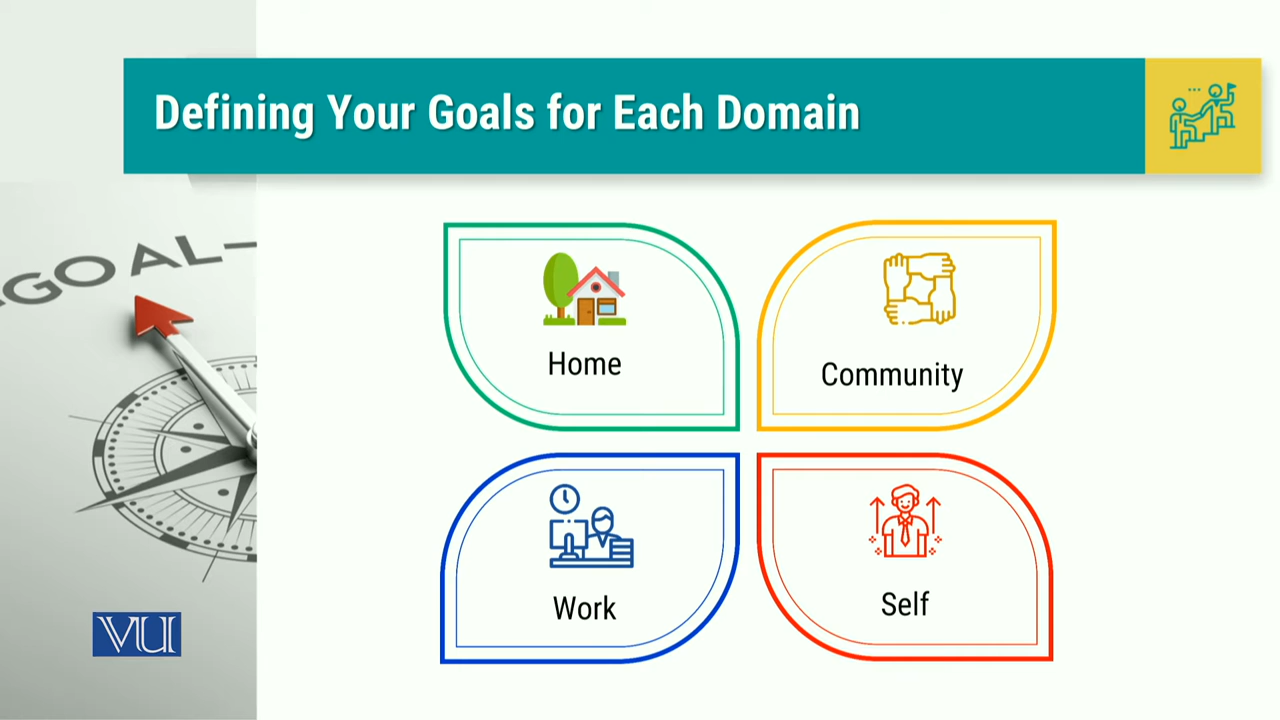 Defining Your Goals for Each Domain
GOAL
Home
Community
Work
Self
VU